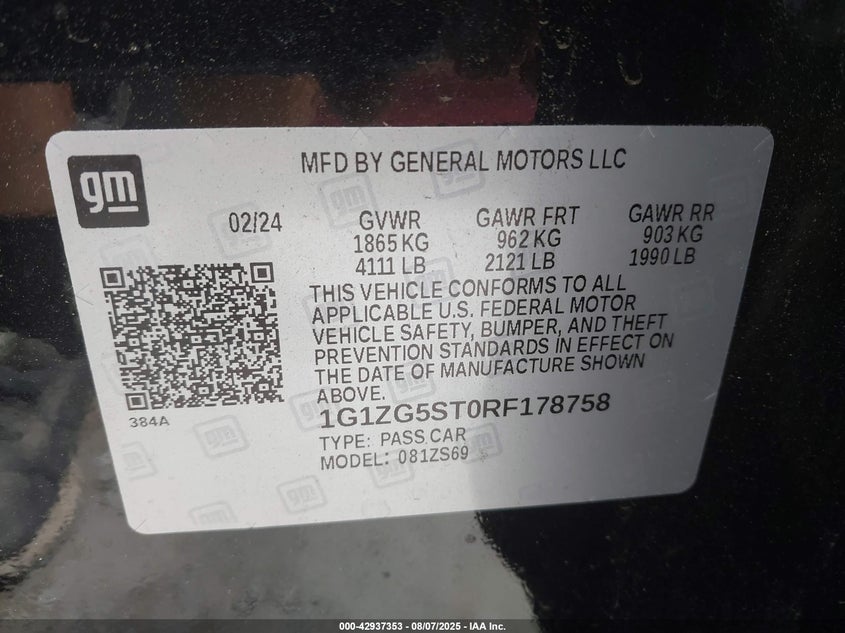 gm
MFD BY GENERAL MOTORS LLC
02/24 GVWR GAWR FRT GAWR RR
1865 KG 962 KG 903 KG
4111 LB 2121 LB 1990 LB
THIS VEHICLE CONFORMS TO ALL
APPLICABLE U.S. FEDERAL MOTOR
VEHICLE SAFETY, BUMPER, AND THEFT
PREVENTION STANDARDS IN EFFECT ON
THE DATE OF MANUFACTURE SHOWN
ABOVE.
384A
1G1ZG5ST0RF178758
TYPE: PASS.CAR
MODEL: 081ZS69
000-42937353 - 08/07/2025 - IAA Inc.